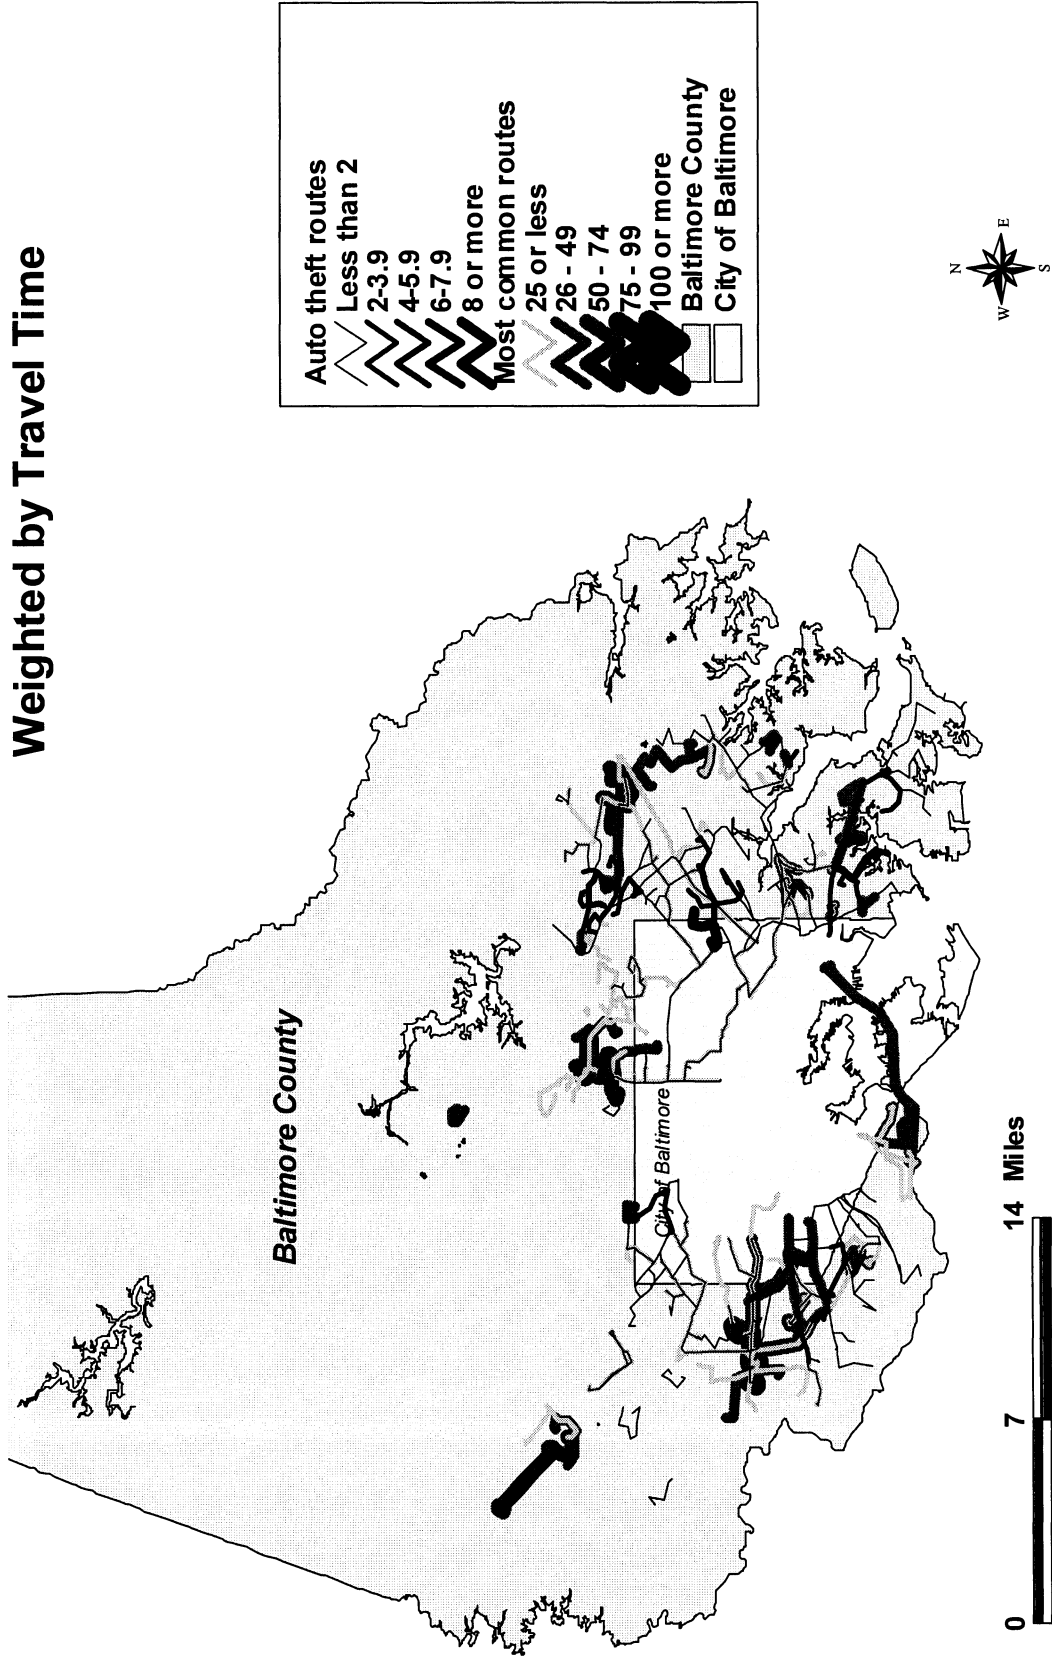 Weighted by Travel Time
Auto theft routes
Less than 2
2-3.9
4-5.9
6-7.9
8 or more
Most common routes
25 or less
26 - 49
50 - 74
75 - 99
100 or more
Baltimore County
City of Baltimore
Baltimore County
City of Baltimore
N
W
E
S
0 7 14 Miles